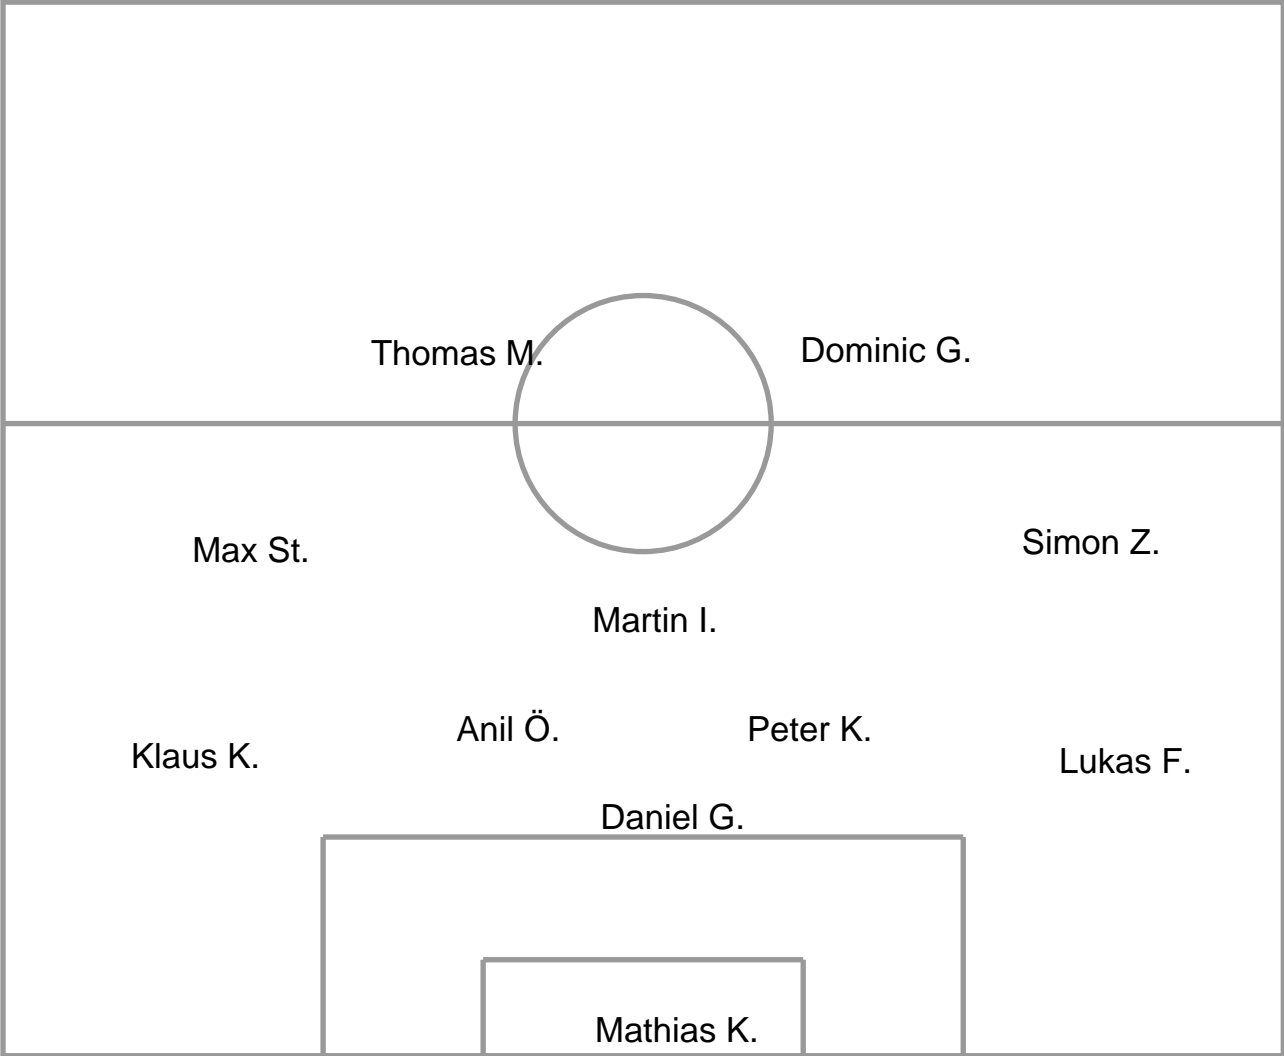 Thomas M.
Dominic G.
Max St.
Simon Z.
Martin I.
Anil Ö.
Peter K.
Klaus K.
Lukas F.
Daniel G.
Mathias K.